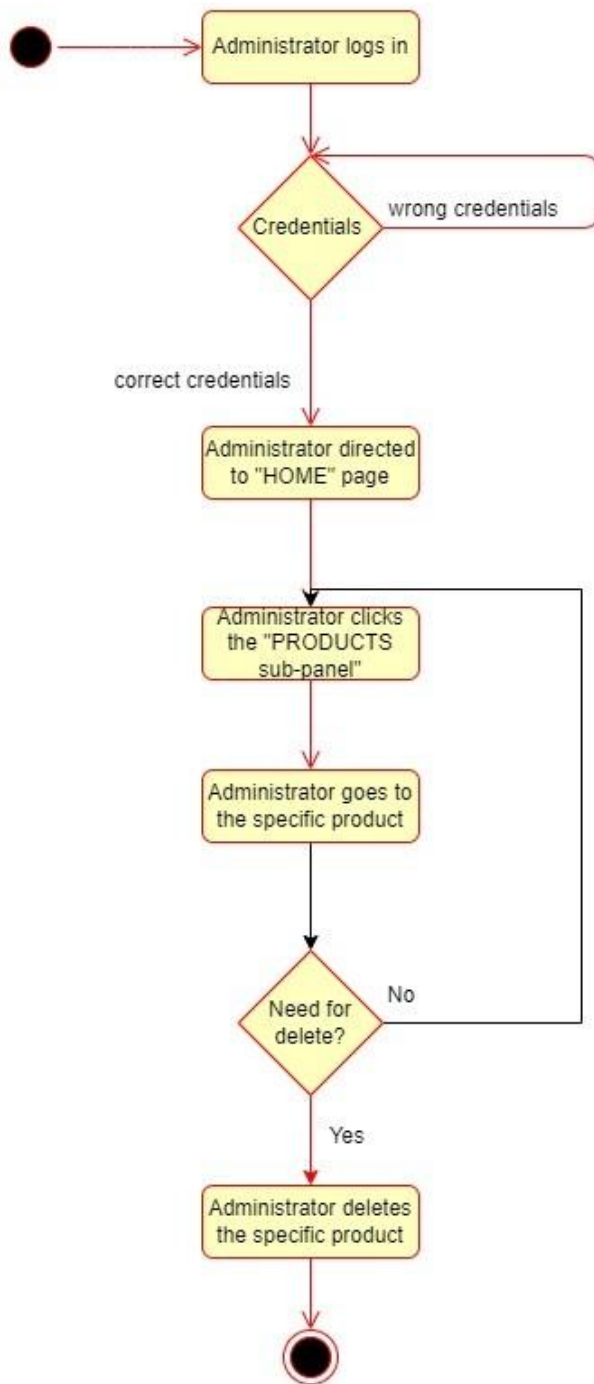 Administrator logs in
Credentials
wrong credentials
correct credentials
Administrator directed
to "HOME" page
Administrator clicks
the "PRODUCTS
sub-panel"
Administrator goes to
the specific product
Need for
delete?
No
Yes
Administrator deletes
the specific product